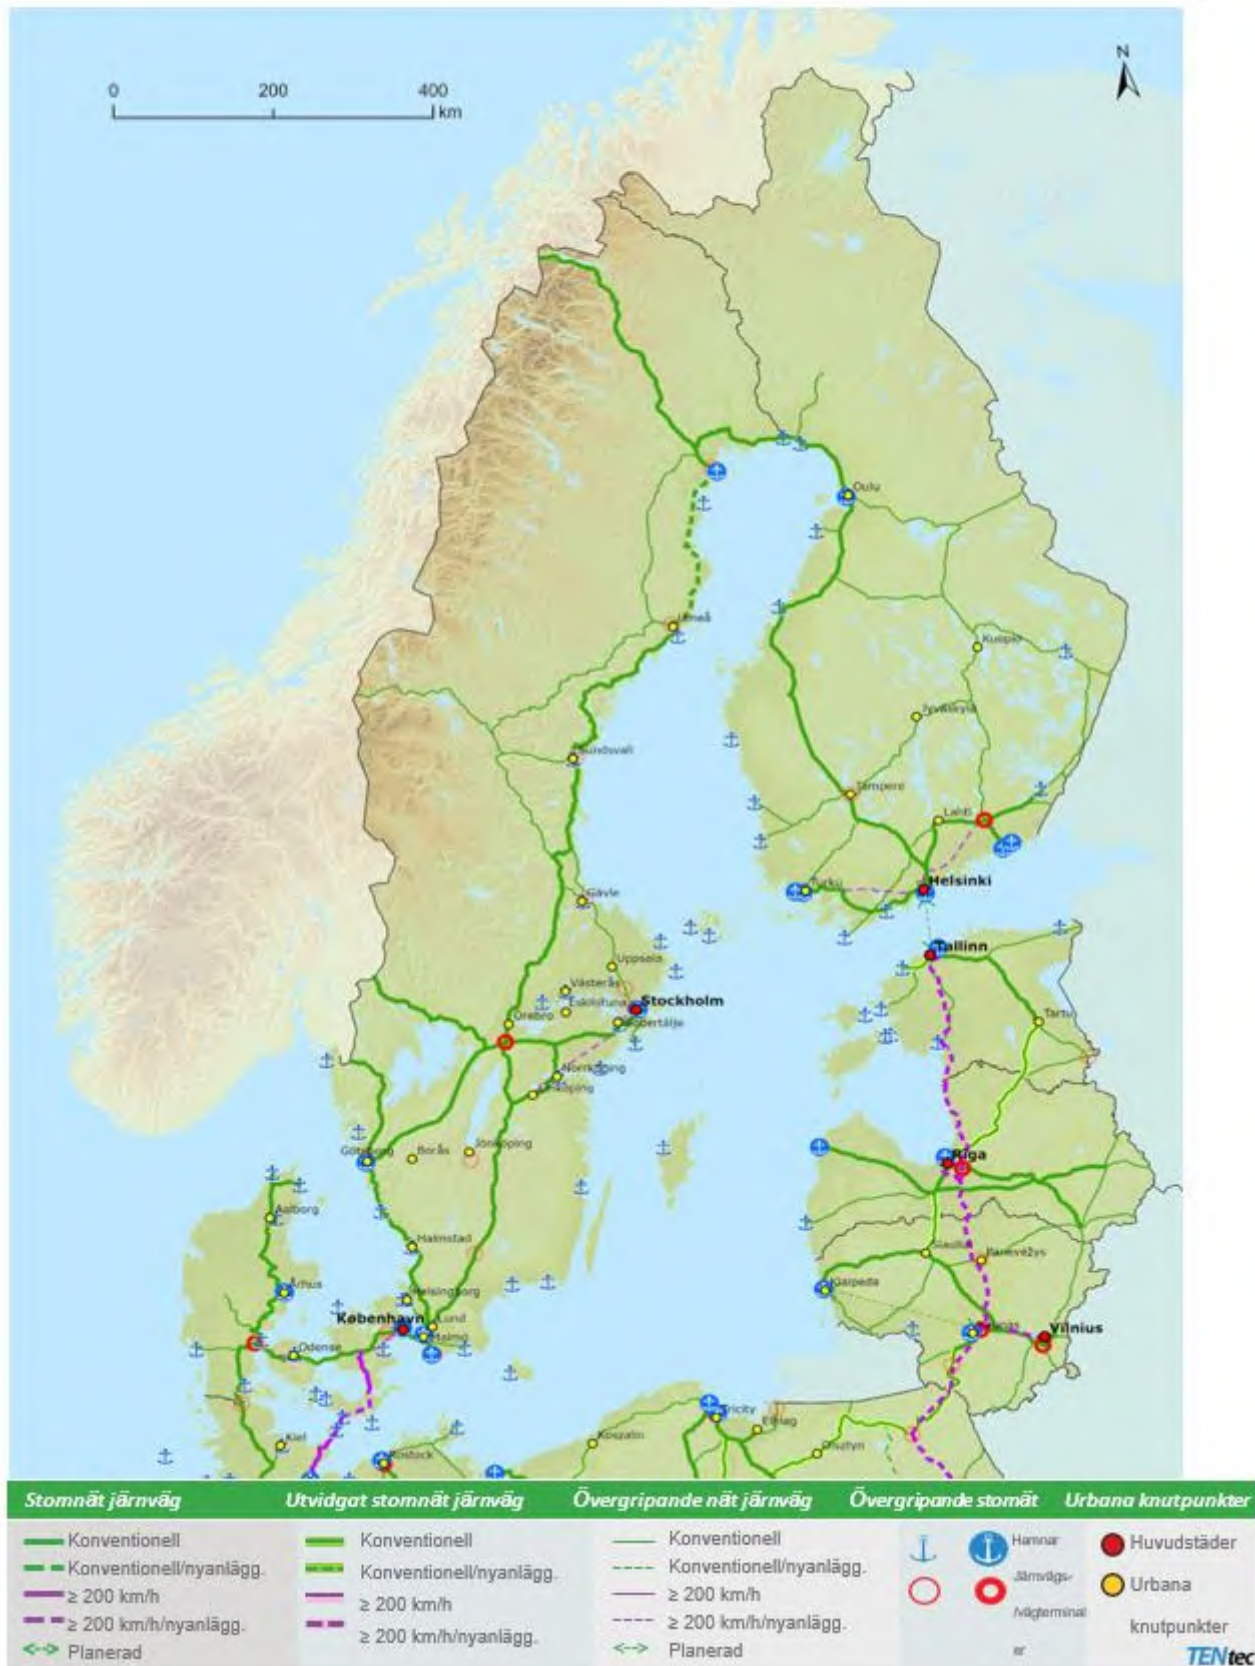 N
0 200 400
km
Oulu
Umeå
Kuopio
Jyväskylä
Sundsvall
Tampere
Lahti
Turku
Helsinki
Gävle
Tallinn
Uppsala
Västerås
Eskilstuna
Stockholm
Örebro
Södertälje
Tartu
Norrköping
Linköping
Göteborg
Borås
Jönköping
Riga
Aalborg
Halmstad
Panevėžys
Århus
Helsingborg
Klaipėda
København
Lund
Malmö
Vilnius
Odense
Kiel
Rostock
Koszalin
Tricity
Elbląg
Olsztyn
Stomnät järnväg
Utvidgat stomnät järnväg
Övergripande nät järnväg
Övergripande stomät
Urbana knutpunkter
Konventionell
Konventionell/nyanlägg.
≥ 200 km/h
≥ 200 km/h/nyanlägg.
Planerad
Konventionell
Konventionell/nyanlägg.
≥ 200 km/h
≥ 200 km/h/nyanlägg.
Konventionell
Konventionell/nyanlägg.
≥ 200 km/h
≥ 200 km/h/nyanlägg.
Planerad
Hamnar
Järnvägs-
/vägterminal
er
Huvudstäder
Urbana
knutpunkter
TENtec